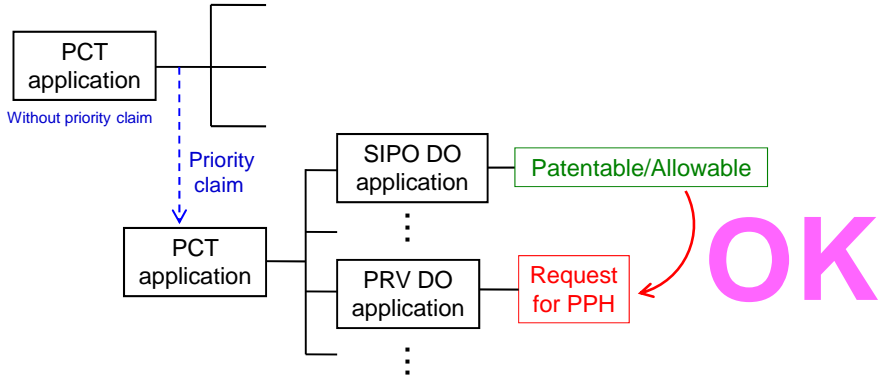 PCT
application
Without priority claim
Priority
claim
PCT
application
SIPO DO
application
Patentable/Allowable
PRV DO
application
Request
for PPH
OK